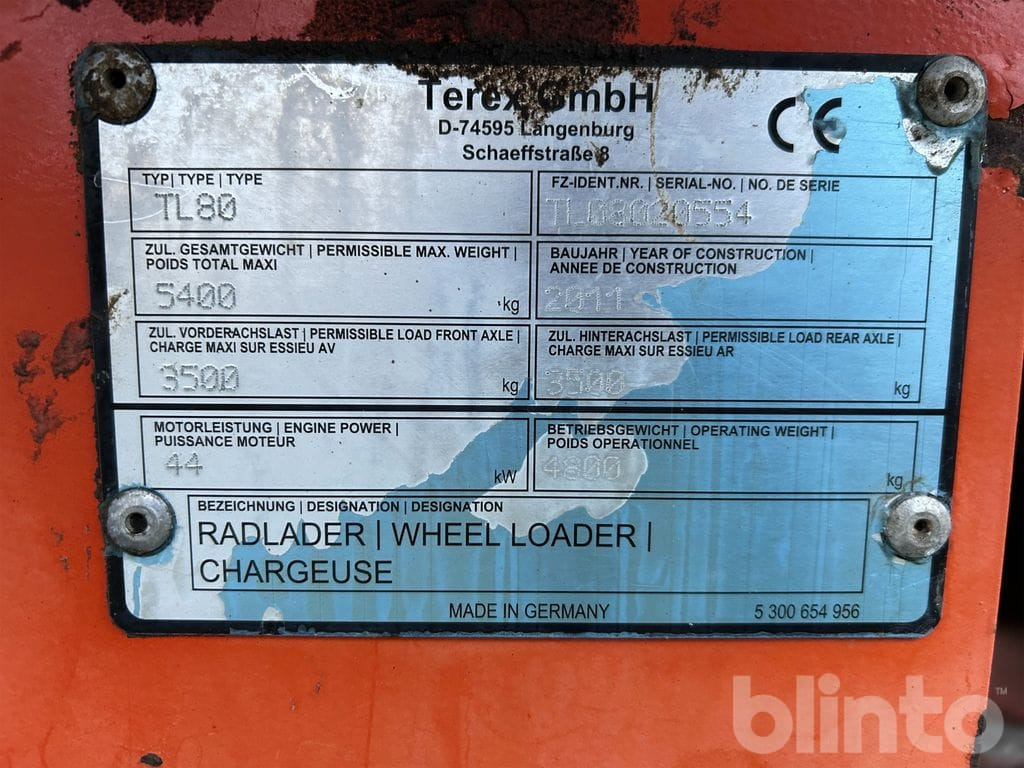 Terex GmbH
D-74595 Langenburg
Schaeffstraße 8
CE
TYP | TYPE | TYPE
TL80
FZ-IDENT.NR. | SERIAL-NO. | NO. DE SERIE
TL08020554
ZUL. GESAMTGEWICHT | PERMISSIBLE MAX. WEIGHT |
POIDS TOTAL MAXI
5400 kg
BAUJAHR | YEAR OF CONSTRUCTION |
ANNEE DE CONSTRUCTION
2011
ZUL. VORDERACHSLAST | PERMISSIBLE LOAD FRONT AXLE |
CHARGE MAXI SUR ESSIEU AV
3500 kg
ZUL. HINTERACHSLAST | PERMISSIBLE LOAD REAR AXLE |
CHARGE MAXI SUR ESSIEU AR
3500 kg
MOTORLEISTUNG | ENGINE POWER |
PUISSANCE MOTEUR
44 kW
BETRIEBSGEWICHT | OPERATING WEIGHT |
POIDS OPERATIONNEL
4800 kg
BEZEICHNUNG | DESIGNATION | DESIGNATION
RADLADER | WHEEL LOADER |
CHARGEUSE
MADE IN GERMANY 5 300 654 956
blinto™